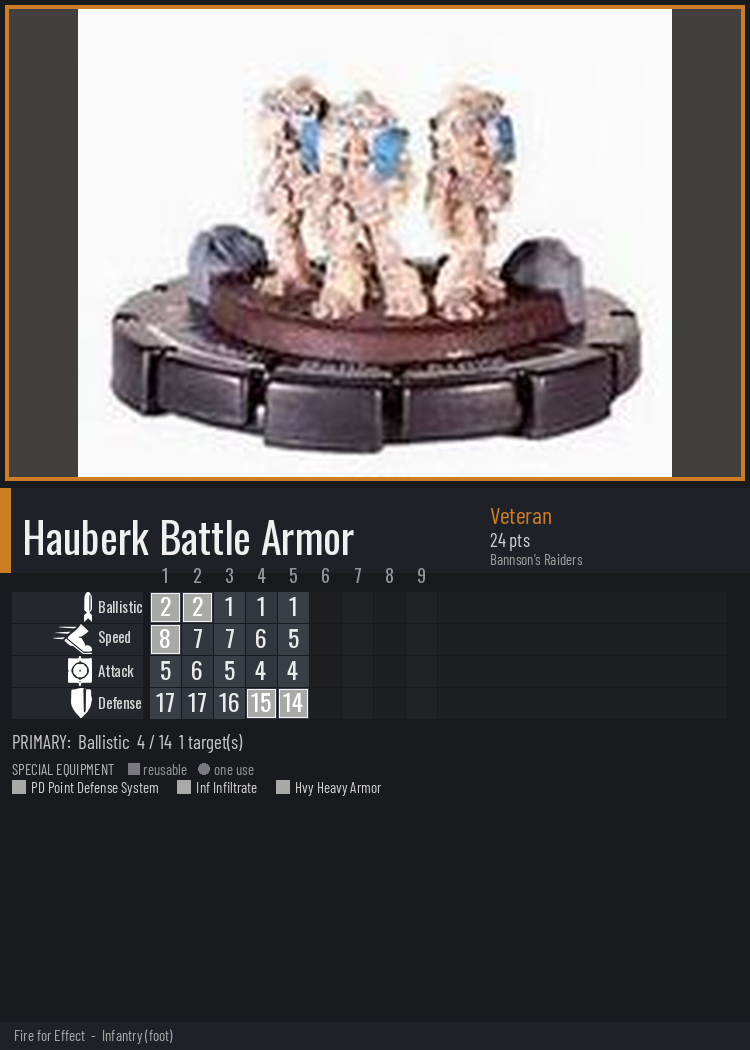 Hauberk Battle Armor
Veteran
24 pts
Bannson's Raiders
1 2 3 4 5 6 7 8 9
Ballistic 2 2 1 1 1
Speed 8 7 7 6 5
Attack 5 6 5 4 4
Defense 17 17 16 15 14
PRIMARY: Ballistic 4 / 14 1 target(s)
SPECIAL EQUIPMENT reusable one use
PD Point Defense System Inf Infiltrate Hvy Heavy Armor
Fire for Effect - Infantry (foot)